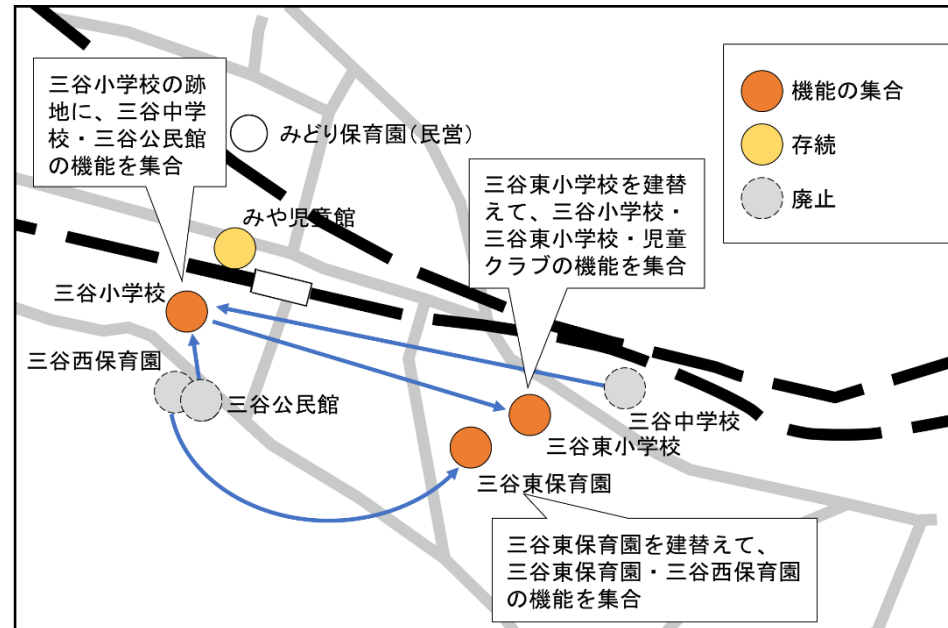 三谷小学校の跡
地に、三谷中学
校・三谷公民館
の機能を集合
みどり保育園(民営)
機能の集合
存続
廃止
三谷東小学校を建替
えて、三谷小学校・
三谷東小学校・児童
クラブの機能を集合
みや児童館
三谷小学校
三谷西保育園
三谷公民館
三谷中学校
三谷東小学校
三谷東保育園
三谷東保育園を建替えて、
三谷東保育園・三谷西保育園
の機能を集合